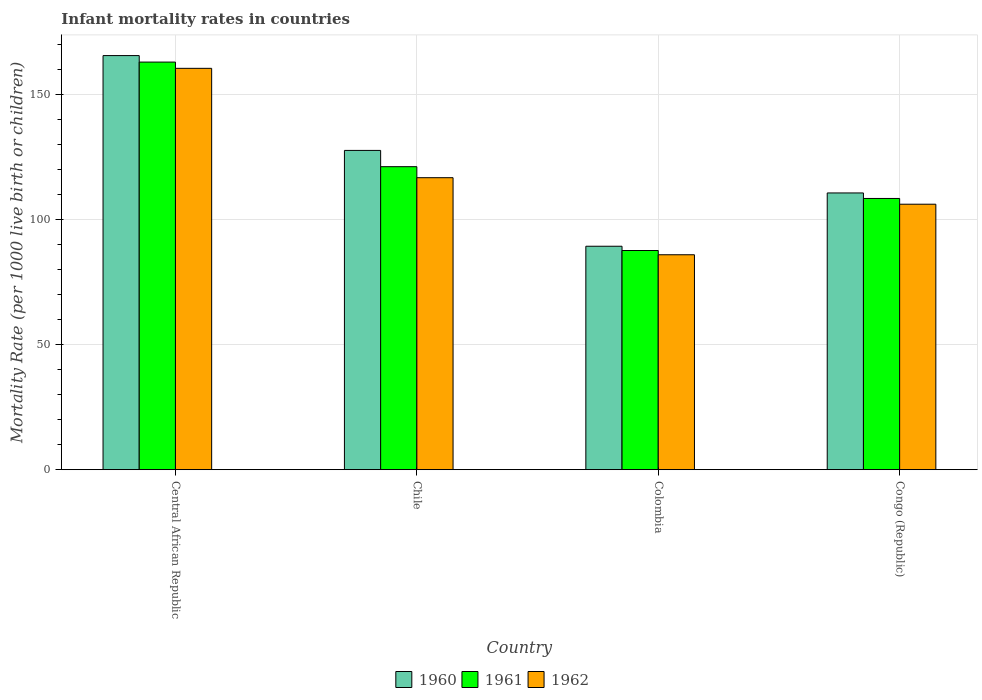 Infant mortality rates in countries
Mortality Rate (per 1000 live birth or children)
150
100
50
0
Central African Republic
Chile
Colombia
Congo (Republic)
Country
1960 1961 1962